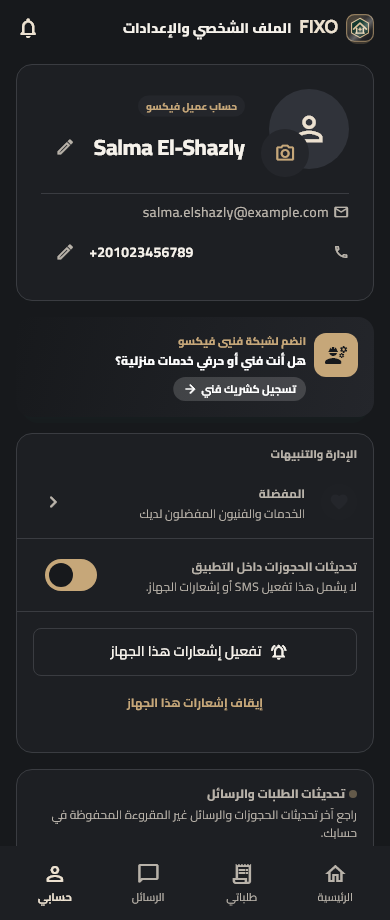 FIXO الملف الشخصي والإعدادات
حساب عميل فيكسو
Salma El-Shazly
salma.elshazly@example.com
+201023456789
انضم لشبكة فنيي فيكسو
هل أنت فني أو حرفي خدمات منزلية؟
تسجيل كشريك فني →
الإدارة والتنبيهات
المفضلة
الخدمات والفنيون المفضلون لديك
تحديثات الحجوزات داخل التطبيق
لا يشمل هذا تفعيل SMS أو إشعارات الجهاز.
تفعيل إشعارات هذا الجهاز
إيقاف إشعارات هذا الجهاز
تحديثات الطلبات والرسائل
راجع آخر تحديثات الحجوزات والرسائل غير المقروءة المحفوظة في
حسابك.
الرئيسية
طلباتي
الرسائل
حسابي